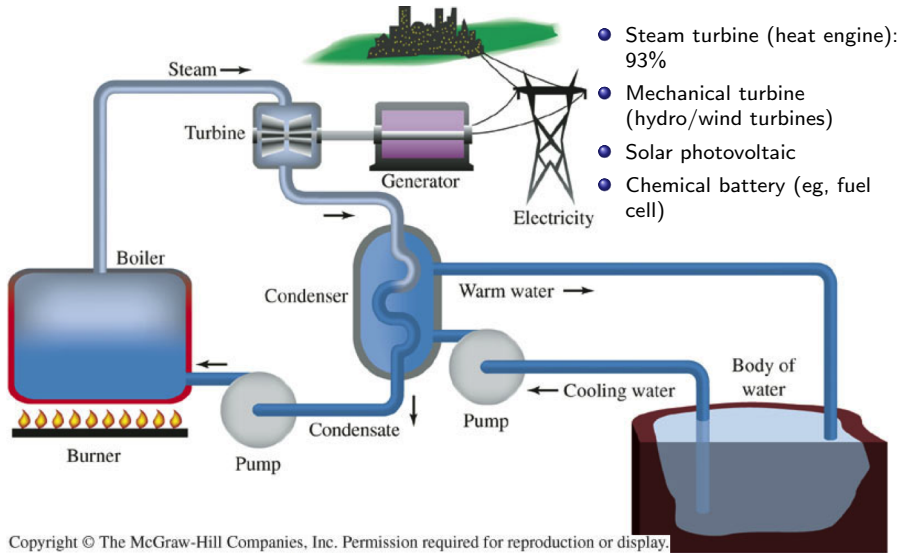 Steam
Turbine
Generator
Electricity
Boiler
Condenser
Warm water
Cooling water
Body of
water
Pump
Condensate
Pump
Burner
• Steam turbine (heat engine):
93%
• Mechanical turbine
(hydro/wind turbines)
• Solar photovoltaic
• Chemical battery (eg, fuel
cell)
Copyright © The McGraw-Hill Companies, Inc. Permission required for reproduction or display.